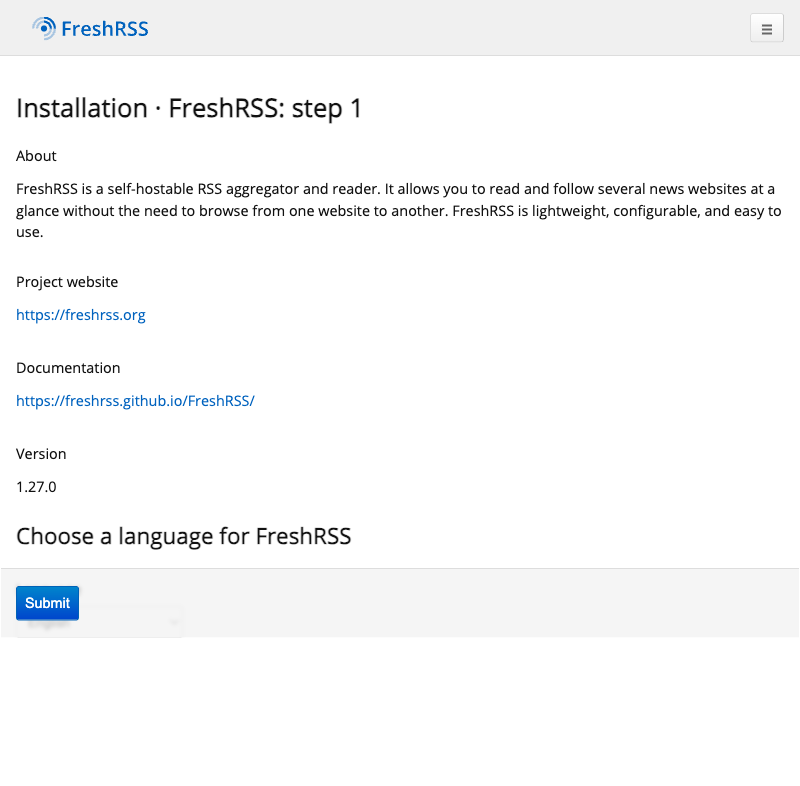 FreshRSS
Installation · FreshRSS: step 1
About
FreshRSS is a self-hostable RSS aggregator and reader. It allows you to read and follow several news websites at a
glance without the need to browse from one website to another. FreshRSS is lightweight, configurable, and easy to
use.
Project website
https://freshrss.org
Documentation
https://freshrss.github.io/FreshRSS/
Version
1.27.0
Choose a language for FreshRSS
Submit